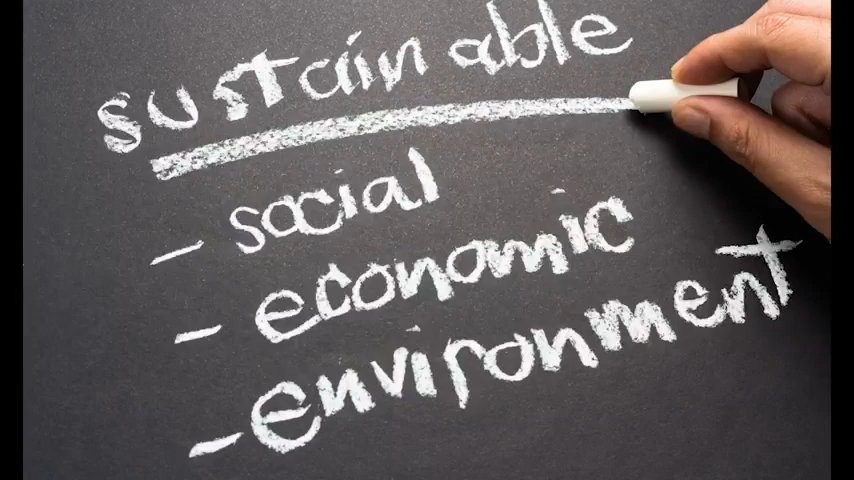 sustainable
- social
- economic
- environment